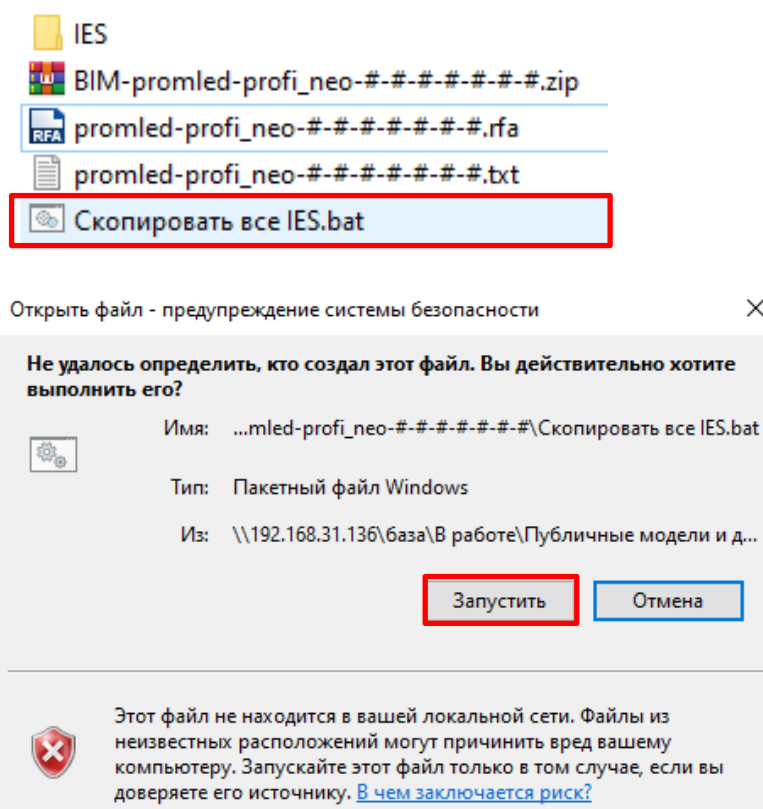 IES
BIM-promled-profi_neo-#-#-#-#-#-#-#.zip
RFA promled-profi_neo-#-#-#-#-#-#-#.rfa
promled-profi_neo-#-#-#-#-#-#-#.txt
Скопировать все IES.bat
Открыть файл - предупреждение системы безопасности
Не удалось определить, кто создал этот файл. Вы действительно хотите
выполнить его?
Имя: ...mled-profi_neo-#-#-#-#-#-#-#\Скопировать все IES.bat
Тип: Пакетный файл Windows
Из: \\192.168.31.136\база\В работе\Публичные модели и д...
Запустить Отмена
Этот файл не находится в вашей локальной сети. Файлы из
неизвестных расположений могут причинить вред вашему
компьютеру. Запускайте этот файл только в том случае, если вы
доверяете его источнику. В чем заключается риск?